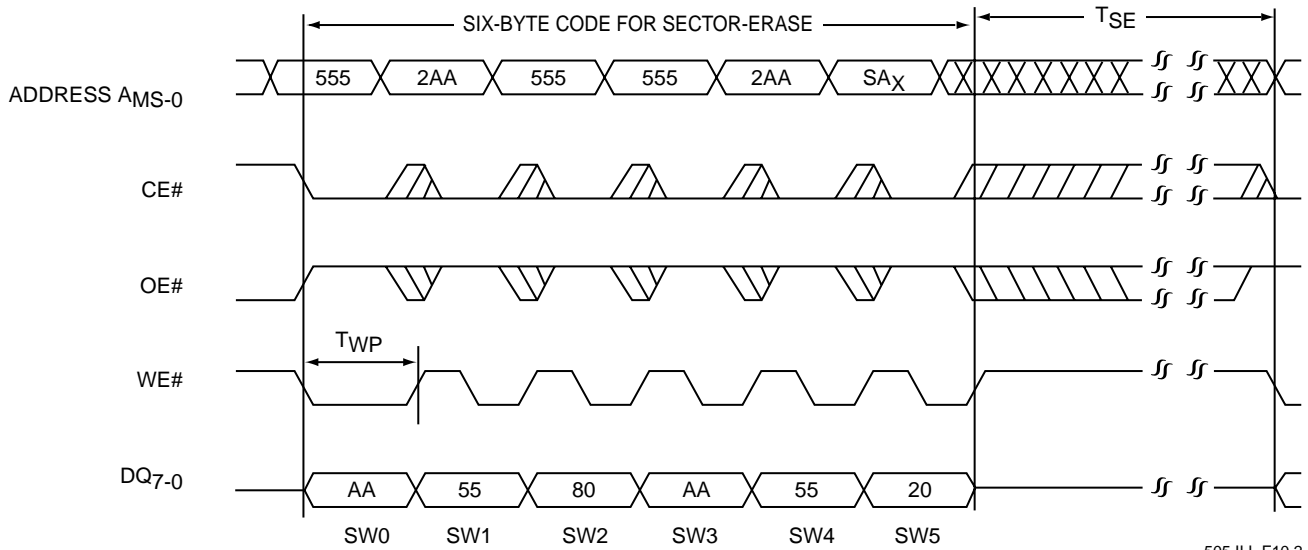 SIX-BYTE CODE FOR SECTOR-ERASE TSE
ADDRESS AMS-0 555 2AA 555 555 2AA SAX
CE#
OE#
TWP
WE#
DQ7-0 AA 55 80 AA 55 20
SW0 SW1 SW2 SW3 SW4 SW5